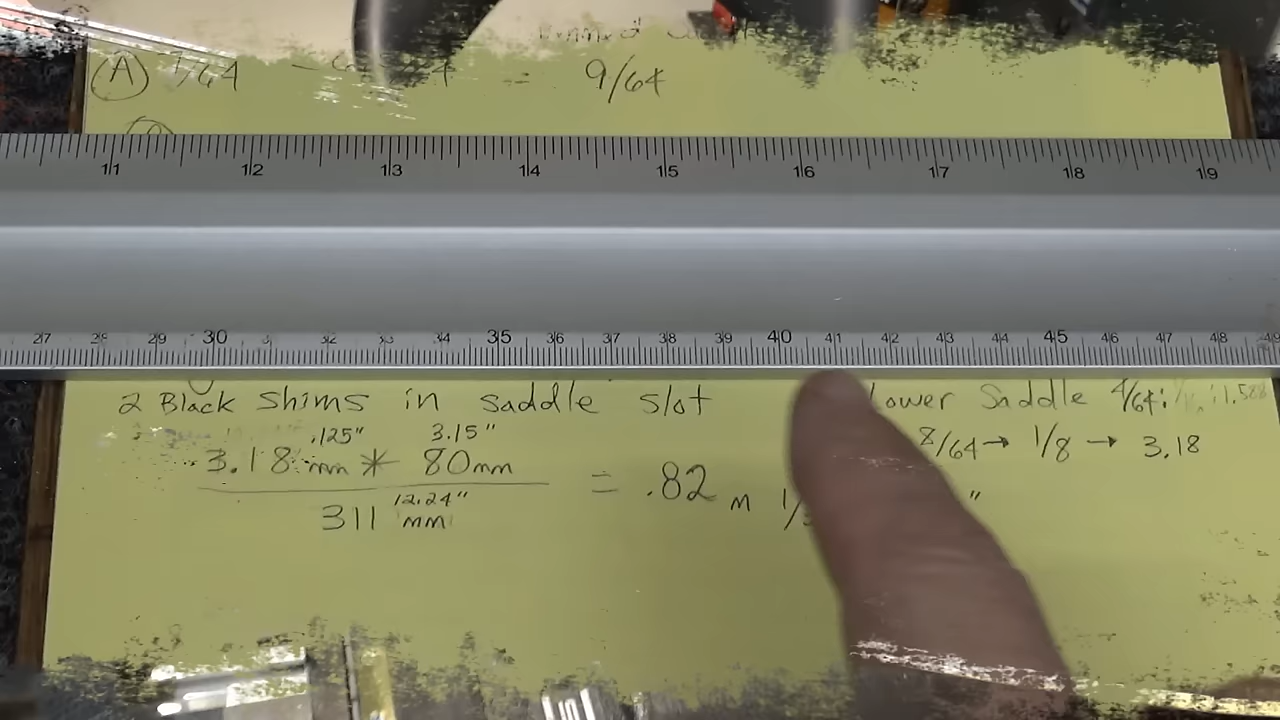 (A) = 9/64
11 12 13 14 15 16 17 18 19
27 28 29 30 32 33 34 35 36 37 38 39 40 41 42 43 44 45 46 47 48 49
2 Black shims in saddle slot Lower Saddle 4/64
.125" 3.15" 8/64 → 1/8 → 3.18
3.18 mm * 80mm = .82 m
12.24"
311 mm